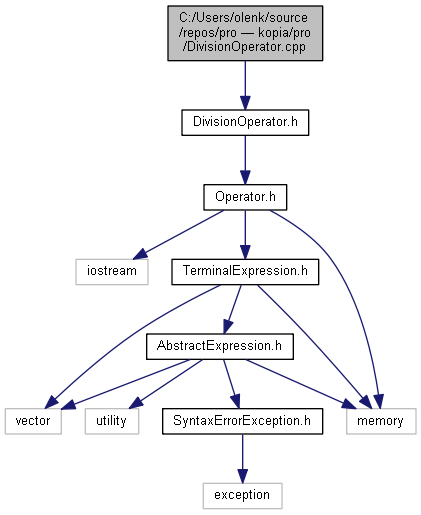 C:/Users/olenk/source
/repos/pro — kopia/pro
/DivisionOperator.cpp
DivisionOperator.h
Operator.h
iostream
TerminalExpression.h
AbstractExpression.h
vector
utility
SyntaxErrorException.h
memory
exception